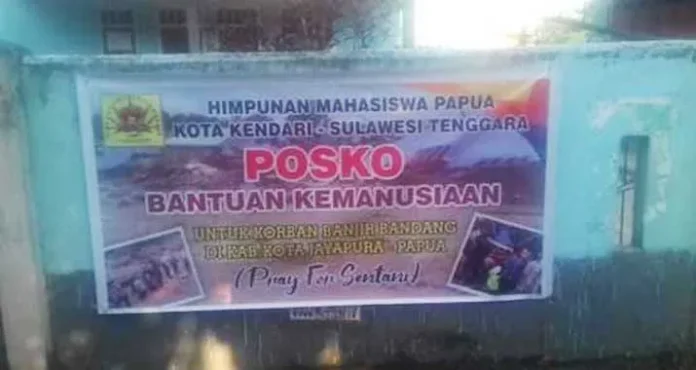 HIMPUNAN MAHASISWA PAPUA
KOTA KENDARI - SULAWESI TENGGARA
POSKO
BANTUAN KEMANUSIAAN
UNTUK KORBAN BANJIR BANDANG
DI KAB KOTA JAYAPURA PAPUA
(Pray For Sentani)